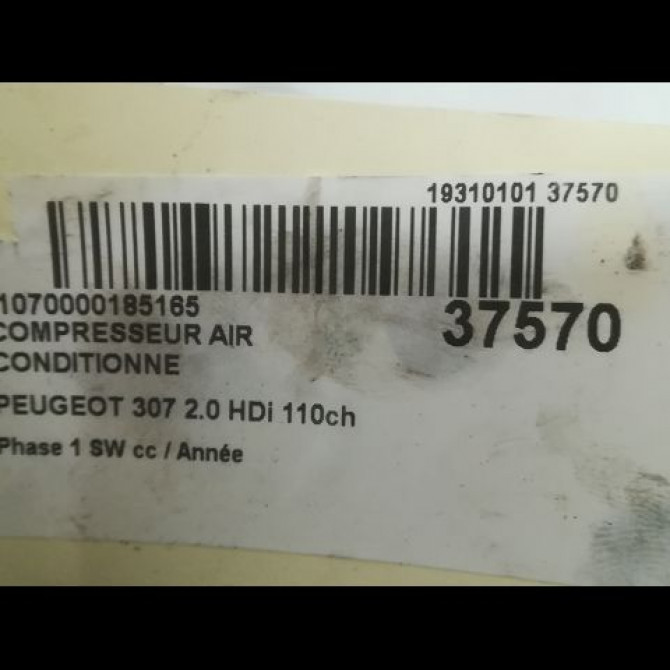 19310101 37570
1070000185165
37570
COMPRESSEUR AIR
CONDITIONNE
PEUGEOT 307 2.0 HDi 110ch
Phase 1 SW cc / Année